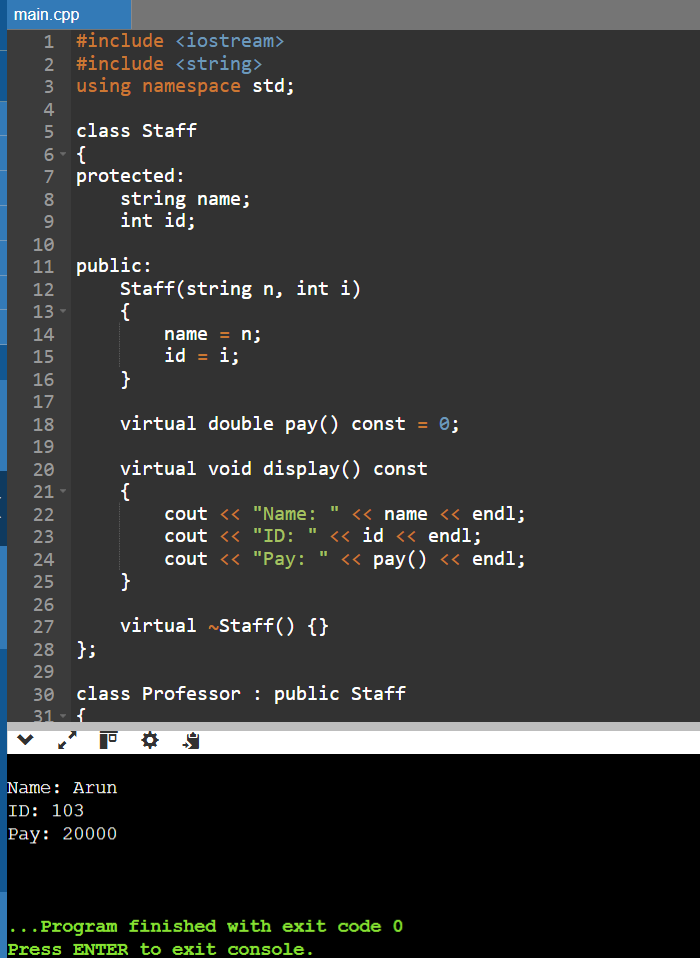 main.cpp
1 #include <iostream>
2 #include <string>
3 using namespace std;
4
5 class Staff
6 {
7 protected:
8     string name;
9     int id;
10
11 public:
12     Staff(string n, int i)
13     {
14         name = n;
15         id = i;
16     }
17
18     virtual double pay() const = 0;
19
20     virtual void display() const
21     {
22         cout << "Name: " << name << endl;
23         cout << "ID: " << id << endl;
24         cout << "Pay: " << pay() << endl;
25     }
26
27     virtual ~Staff() {}
28 };
29
30 class Professor : public Staff
31 {
Name: Arun
ID: 103
Pay: 20000
...Program finished with exit code 0
Press ENTER to exit console.